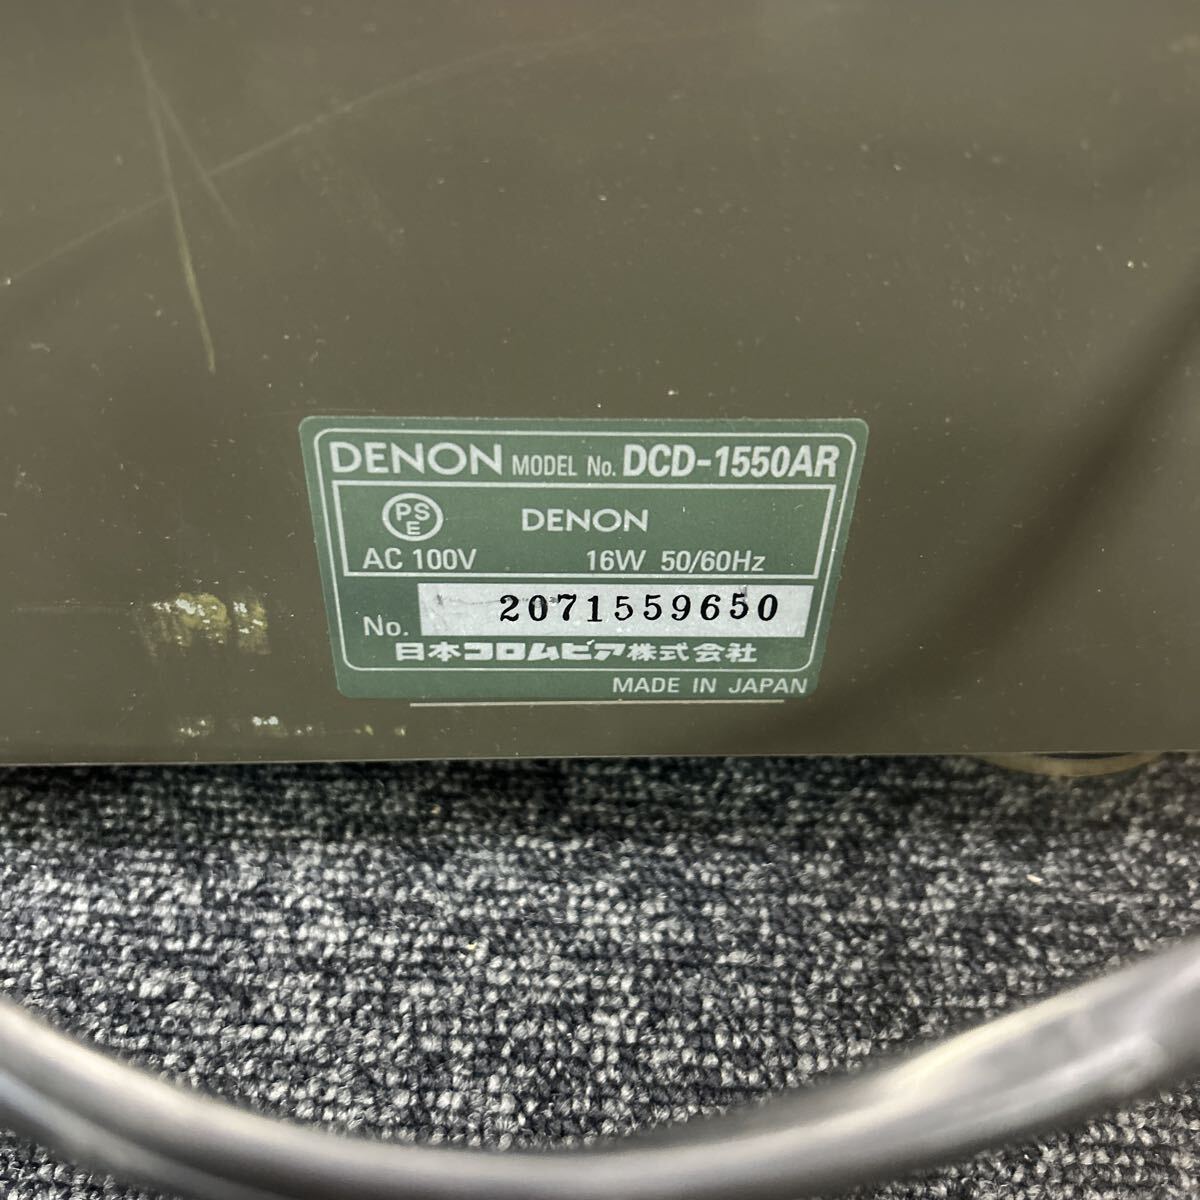 DENON MODEL No. DCD-1550AR
PS E DENON
AC 100V 16W 50/60Hz
No. 2071559650
日本コロムビア株式会社
MADE IN JAPAN